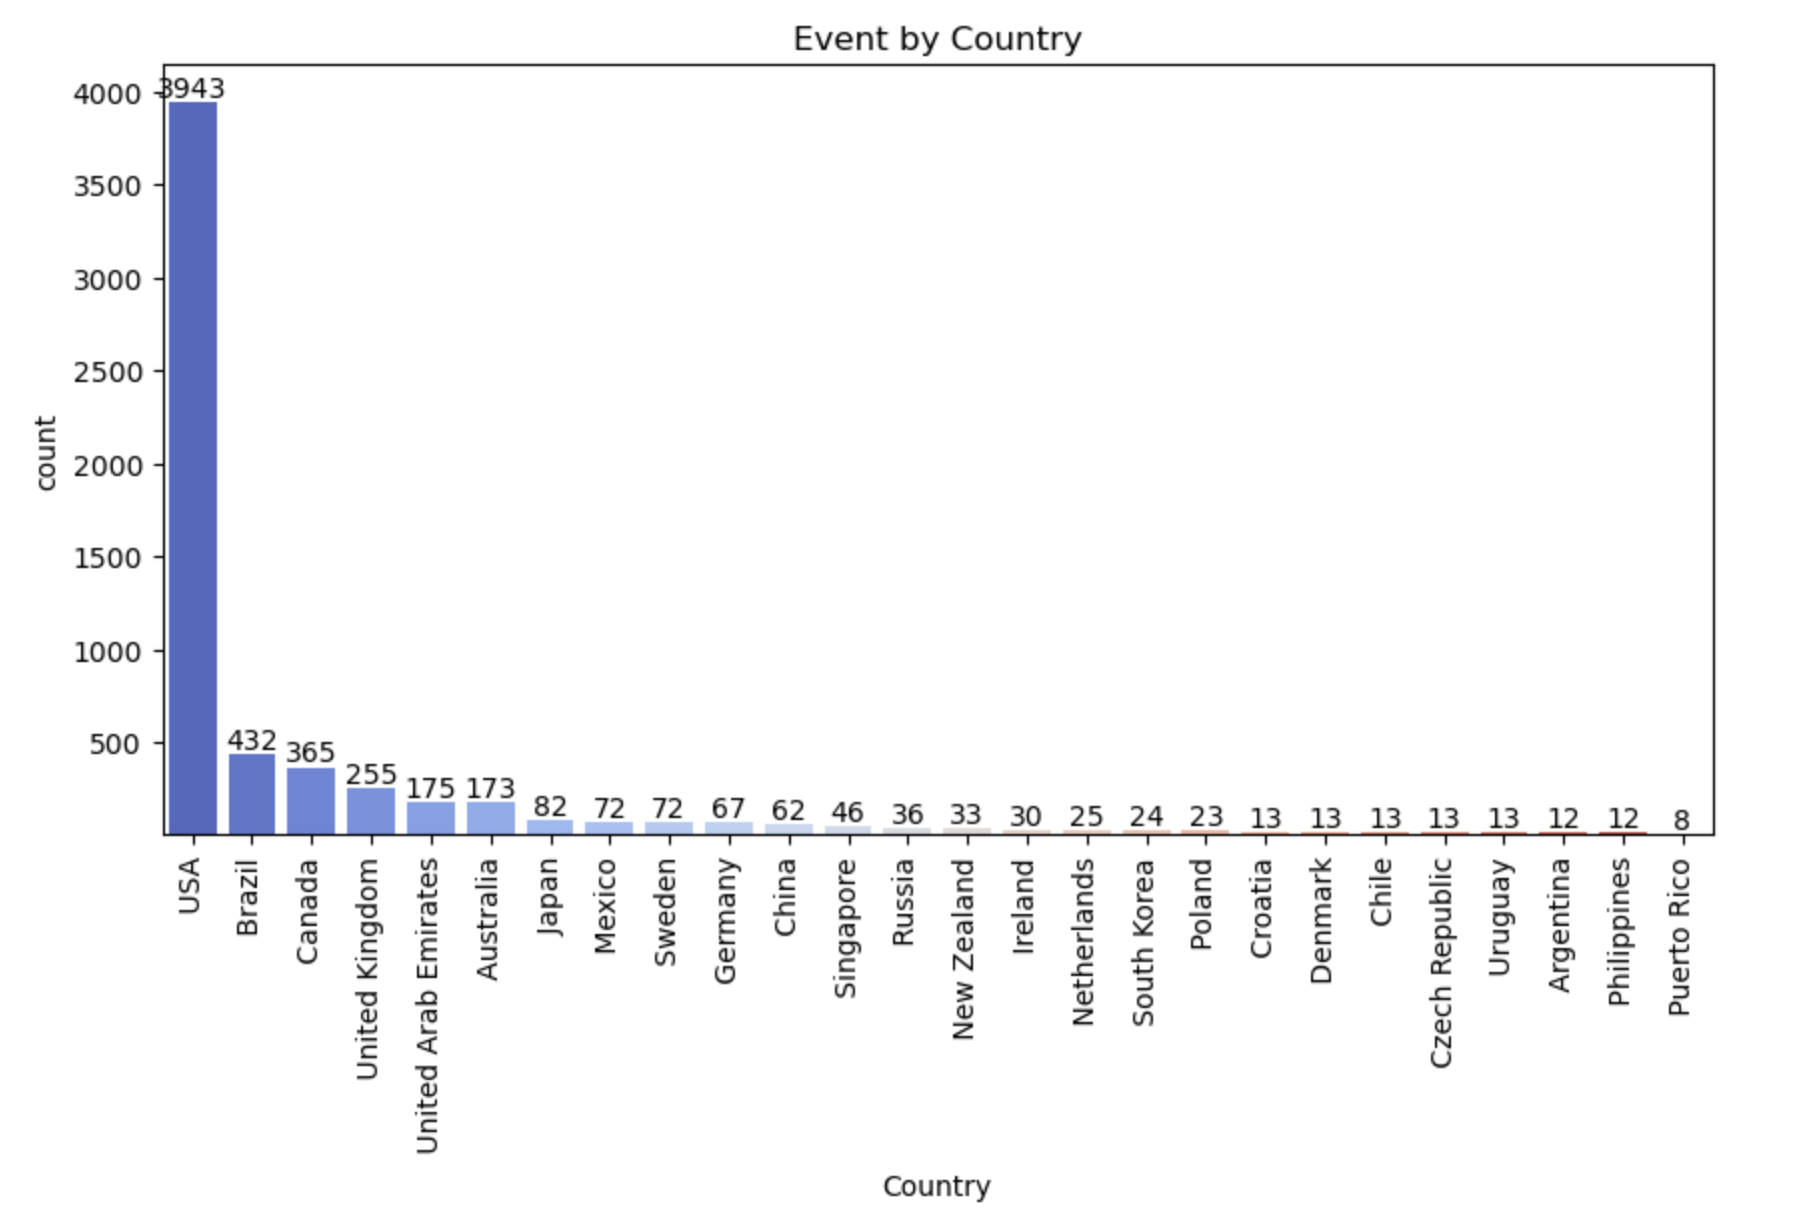 Event by Country
4000
3500
3000
2500
2000
1500
1000
500
count
3943
432
365
255
175
173
82
72
72
67
62
46
36
33
30
25
24
23
13
13
13
13
13
12
12
8
USA
Brazil
Canada
United Kingdom
United Arab Emirates
Australia
Japan
Mexico
Sweden
Germany
China
Singapore
Russia
New Zealand
Ireland
Netherlands
South Korea
Poland
Croatia
Denmark
Chile
Czech Republic
Uruguay
Argentina
Philippines
Puerto Rico
Country